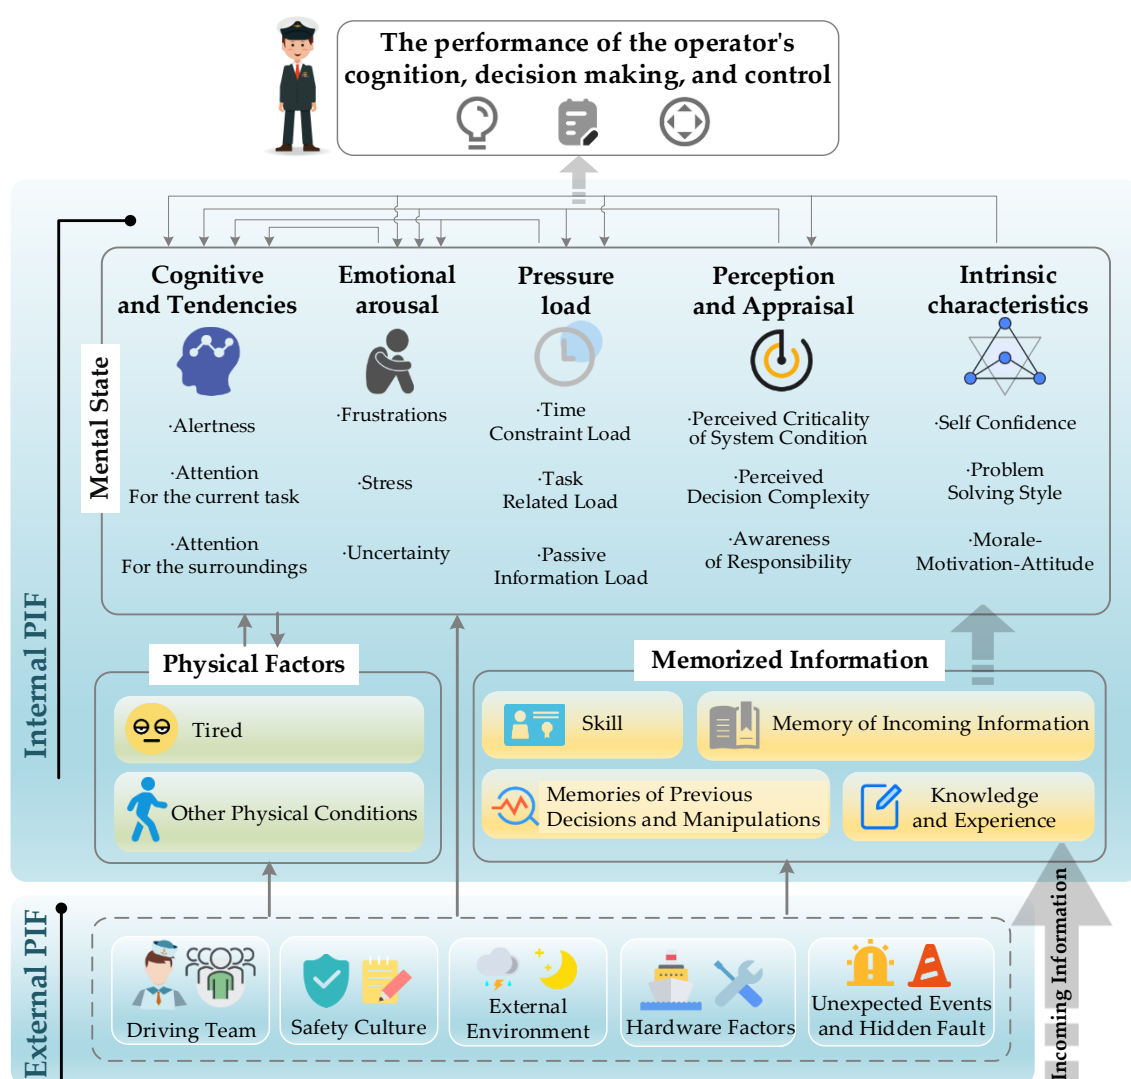 The performance of the operator's
cognition, decision making, and control
Internal PIF
Mental State
Cognitive
and Tendencies
·Alertness
·Attention
For the current task
·Attention
For the surroundings
Emotional
arousal
·Frustrations
·Stress
·Uncertainty
Pressure
load
·Time
Constraint Load
·Task
Related Load
·Passive
Information Load
Perception
and Appraisal
·Perceived Criticality
of System Condition
·Perceived
Decision Complexity
·Awareness
of Responsibility
Intrinsic
characteristics
·Self Confidence
·Problem
Solving Style
·Morale-
Motivation-Attitude
Physical Factors
Tired
Other Physical Conditions
Memorized Information
Skill
Memory of Incoming Information
Memories of Previous
Decisions and Manipulations
Knowledge
and Experience
External PIF
Driving Team
Safety Culture
External
Environment
Hardware Factors
Unexpected Events
and Hidden Fault
Incoming Information